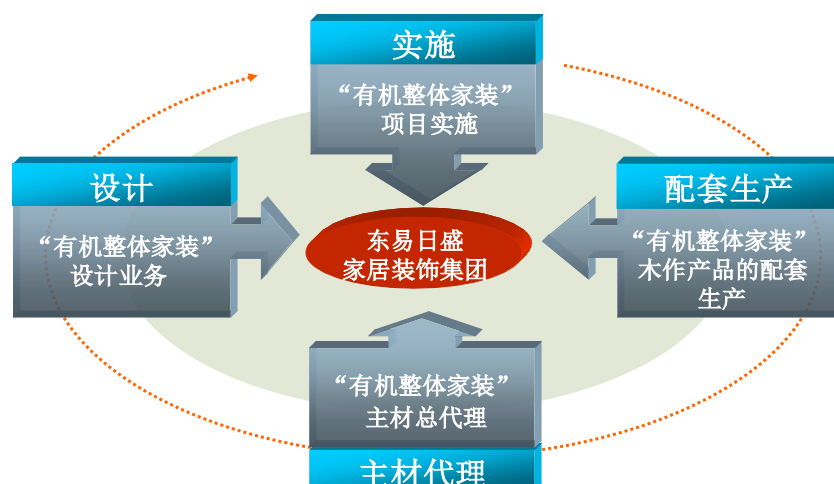 实施
“有机整体家装”
项目实施
设计
“有机整体家装”
设计业务
东易日盛
家居装饰集团
配套生产
“有机整体家装”
木作产品的配套
生产
“有机整体家装”
主材总代理
主材代理